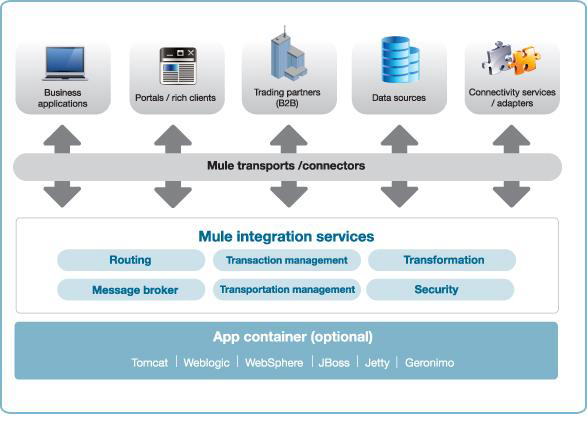 Business
applications
Portals / rich clients
Trading partners
(B2B)
Data sources
Connectivity services
/ adapters
Mule transports /connectors
Mule integration services
Routing
Transaction management
Transformation
Message broker
Transportation management
Security
App container (optional)
Tomcat | Weblogic | WebSphere | JBoss | Jetty | Geronimo